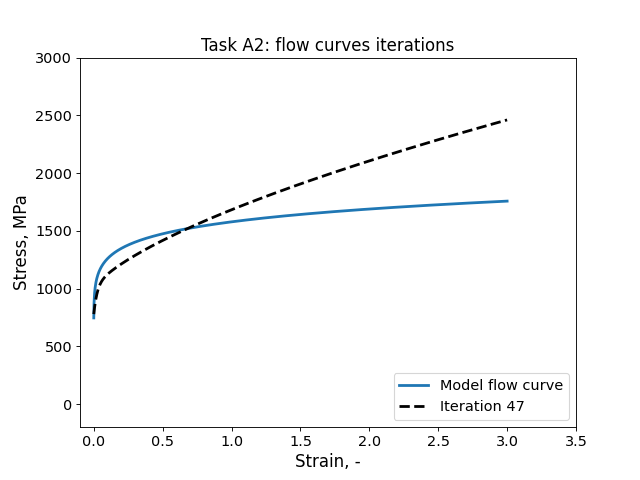 Task A2: flow curves iterations
3000
2500
2000
1500
1000
500
0
Stress, MPa
0.0 0.5 1.0 1.5 2.0 2.5 3.0 3.5
Strain, -
Model flow curve
Iteration 47